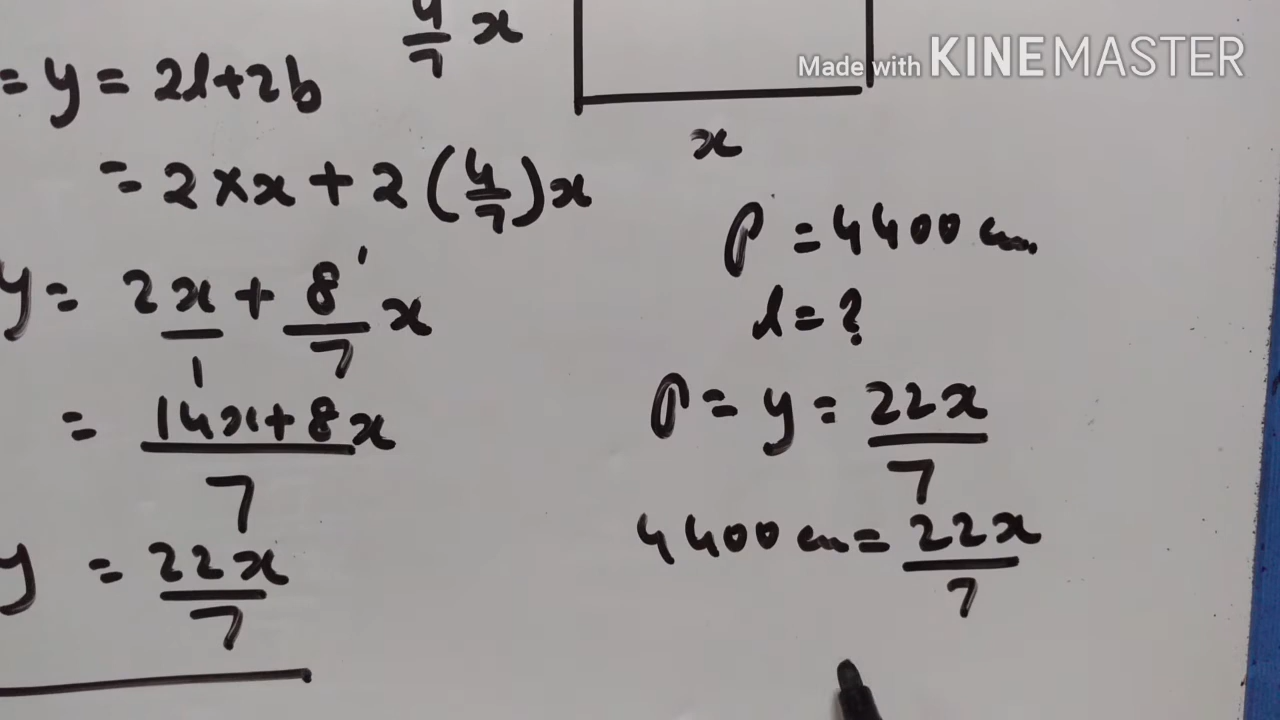 4/7 x
Made with KINEMASTER
= y = 2l+2b
x
= 2 × x + 2 (4/7) x
P = 4400 cm.
y = 2x/1 + 8/7 x
l = ?
= 14x+8x/7
P = y = 22x/7
y = 22x/7
4400 cm = 22x/7